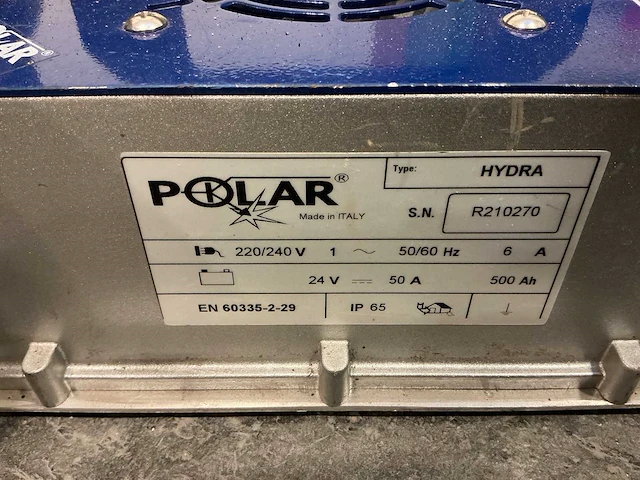 POLAR®
Type: HYDRA
POLAR®
Made in ITALY
S.N. R210270
220/240 V 1 ~ 50/60 Hz 6 A
24 V ⎓ 50 A 500 Ah
EN 60335-2-29 IP 65